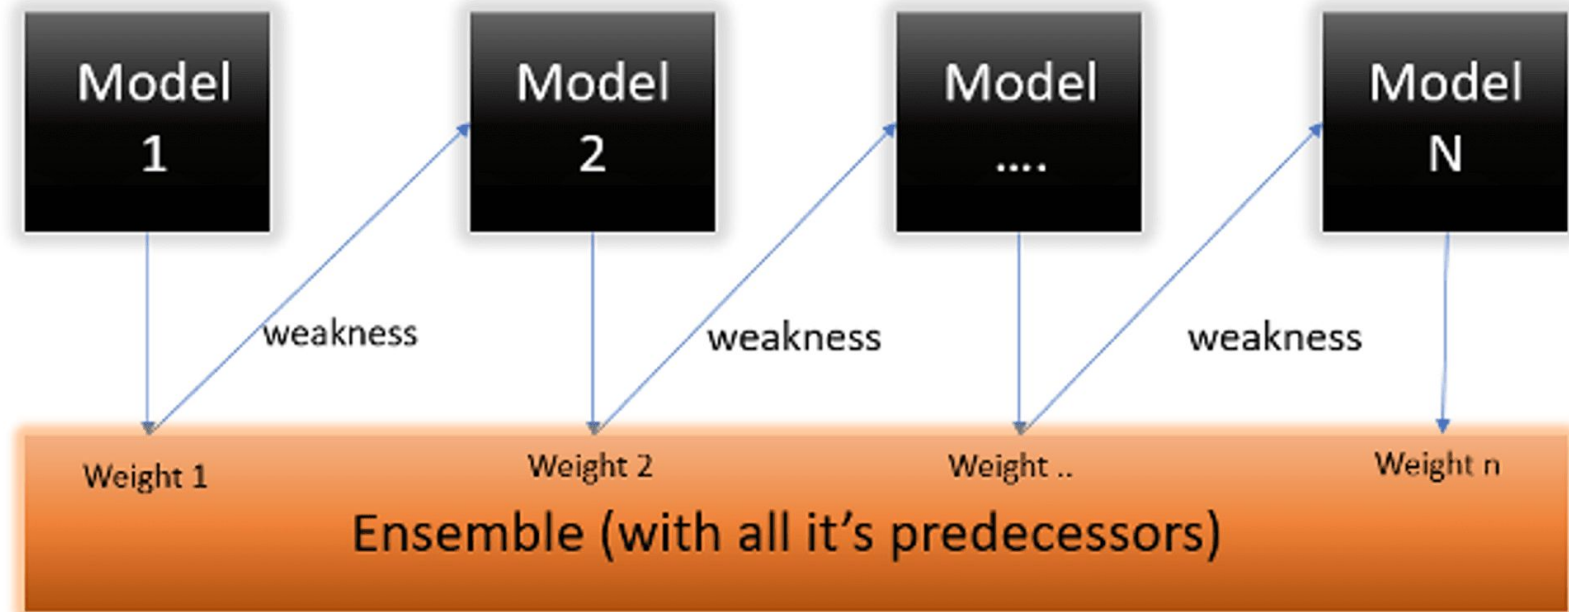 Model
1
Model
2
Model
....
Model
N
weakness
weakness
weakness
Weight 1
Weight 2
Weight ..
Weight n
Ensemble (with all it's predecessors)